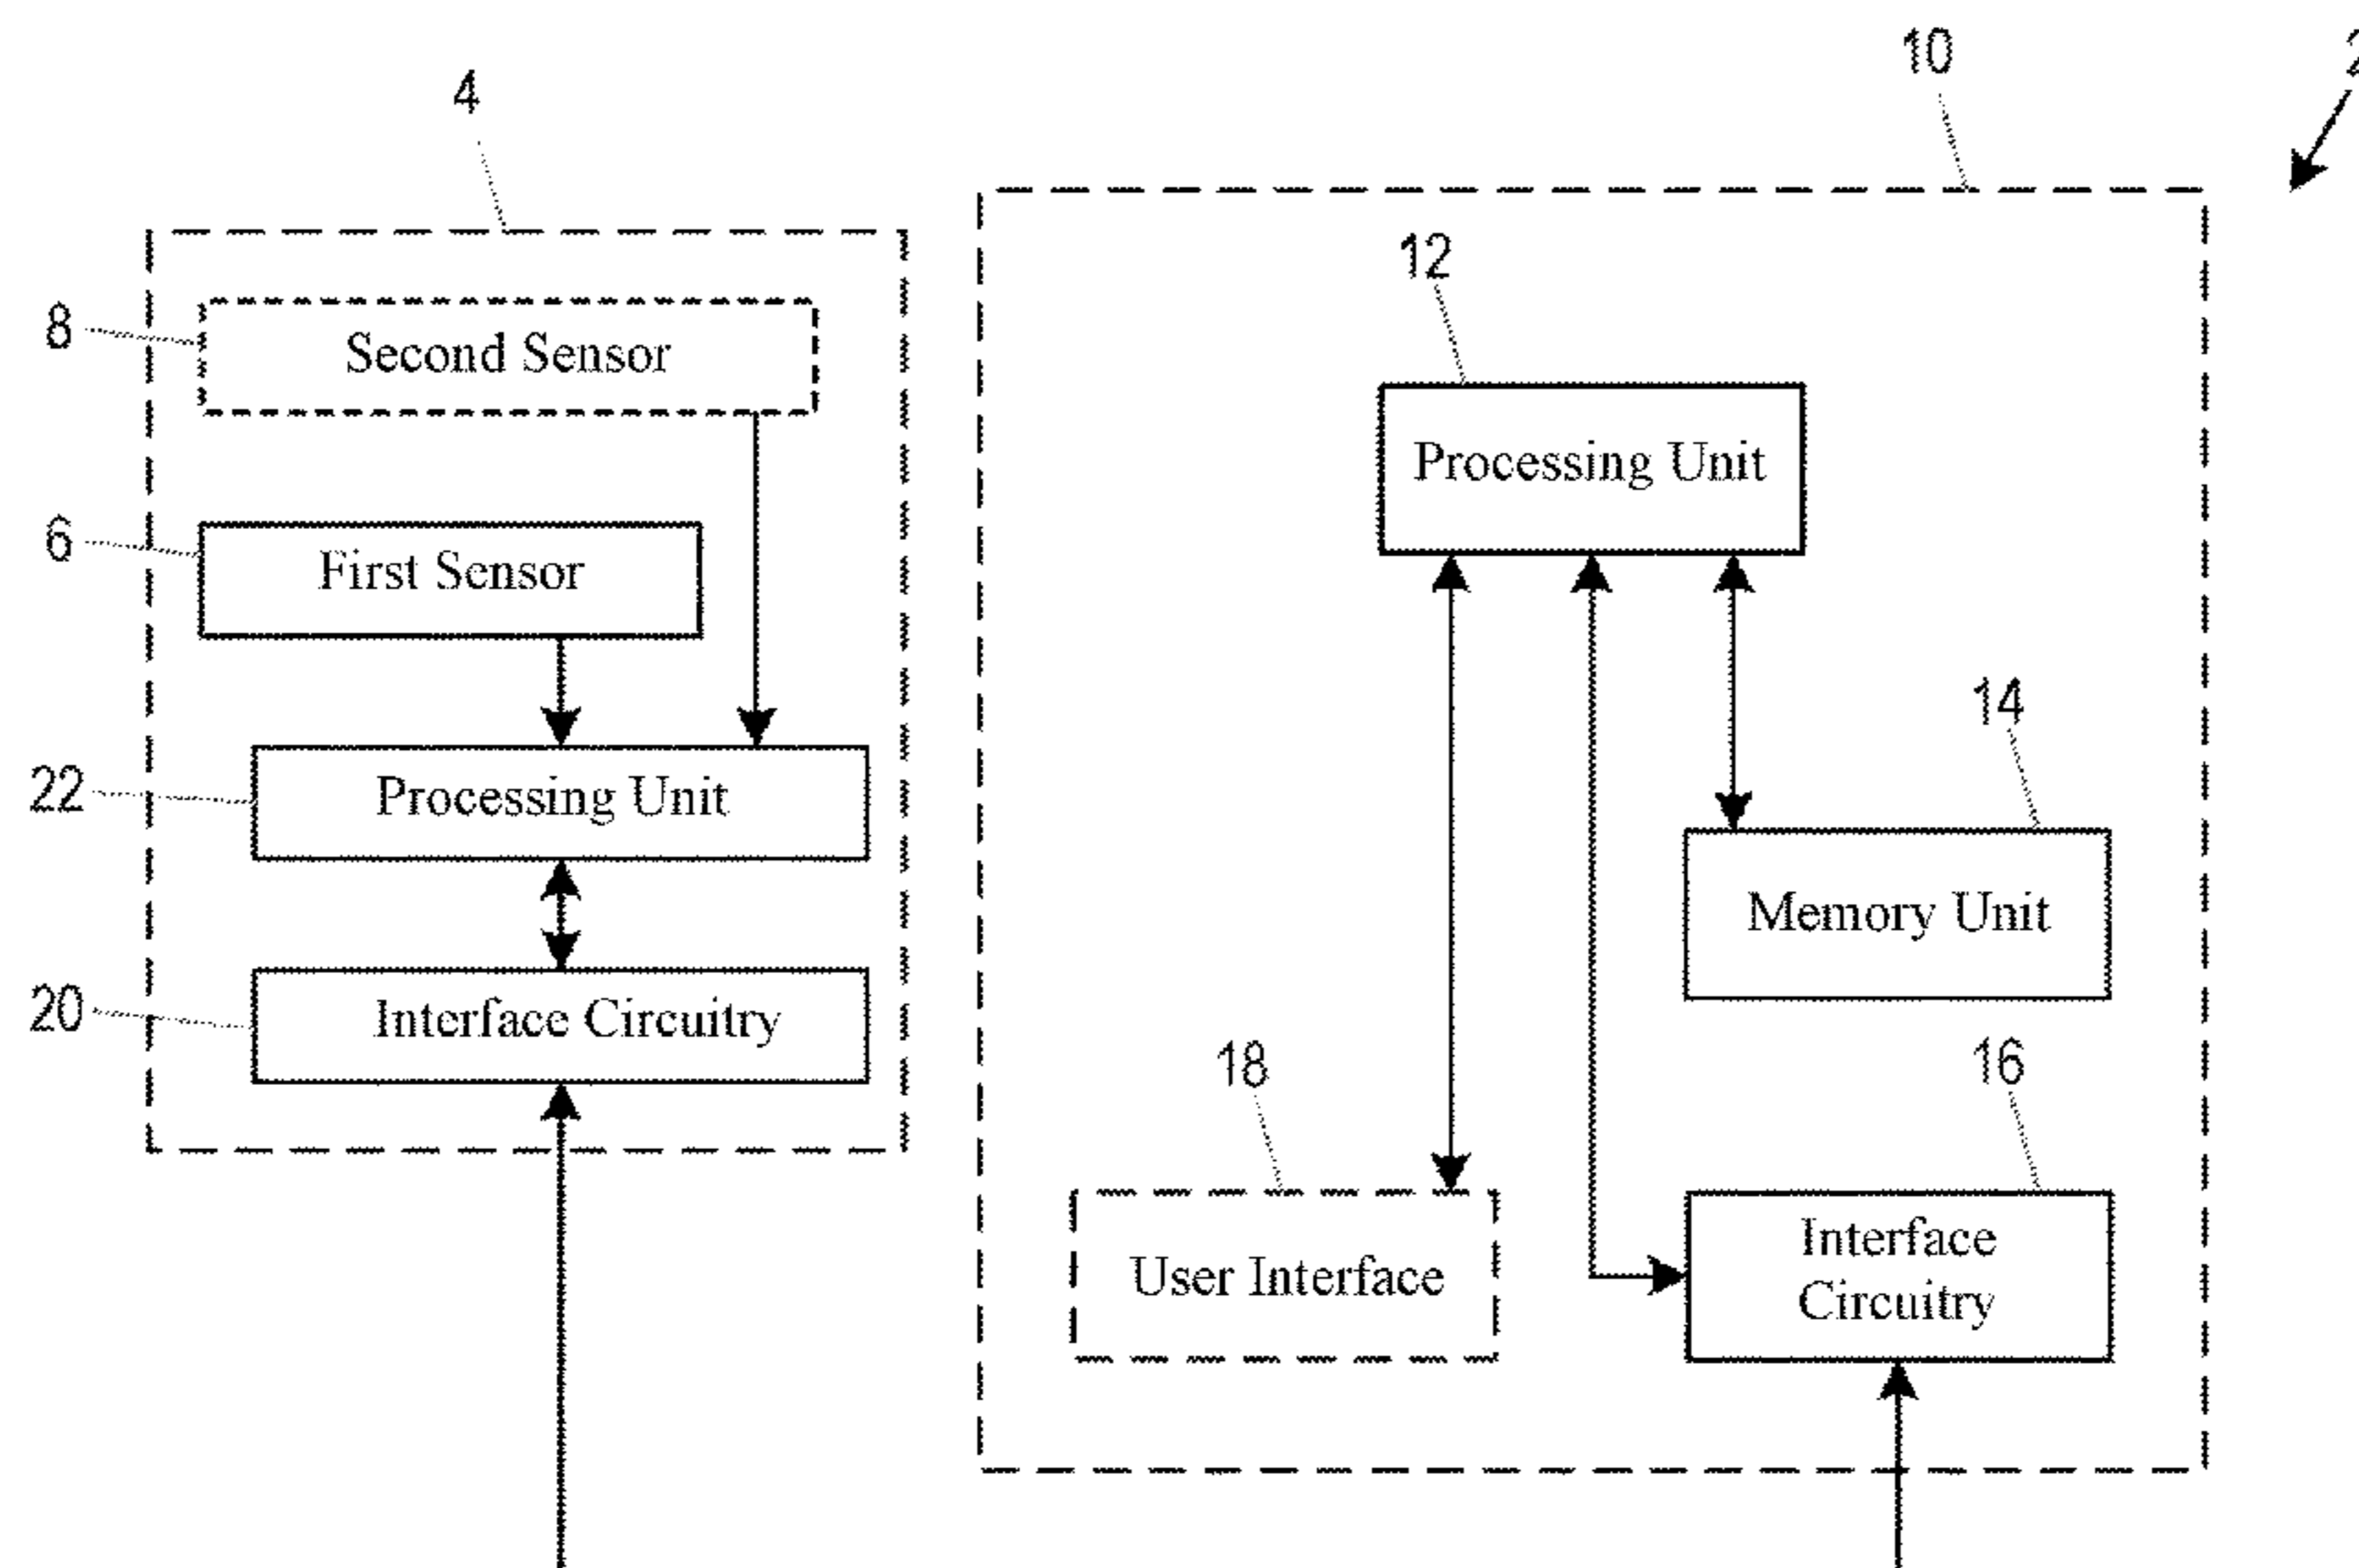 10
2
4
12
8
Second Sensor
Processing Unit
6
First Sensor
14
22
Processing Unit
Memory Unit
20
Interface Circuitry
18
16
Interface
Circuitry
User Interface